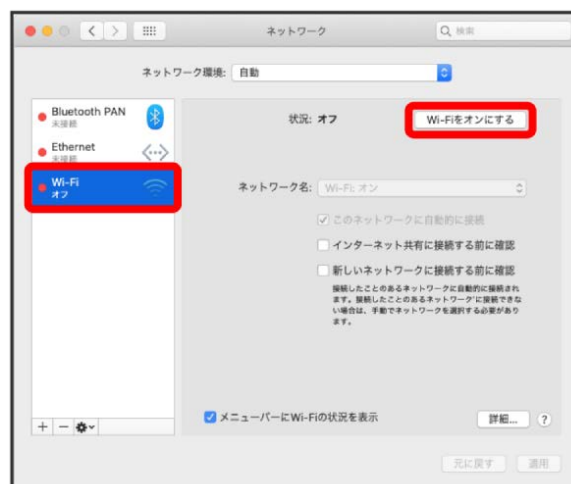 ネットワーク
検索
ネットワーク環境: 自動
Bluetooth PAN
未接続
Ethernet
未接続
Wi-Fi
オフ
状況: オフ
Wi-Fiをオンにする
ネットワーク名: Wi-Fi: オン
このネットワークに自動的に接続
インターネット共有に接続する前に確認
新しいネットワークに接続する前に確認
接続したことのあるネットワークに自動的に接続され
ます。接続したことのあるネットワークに接続できな
い場合は、手動でネットワークを選択する必要があり
ます。
メニューバーにWi-Fiの状況を表示
詳細...
?
元に戻す
適用